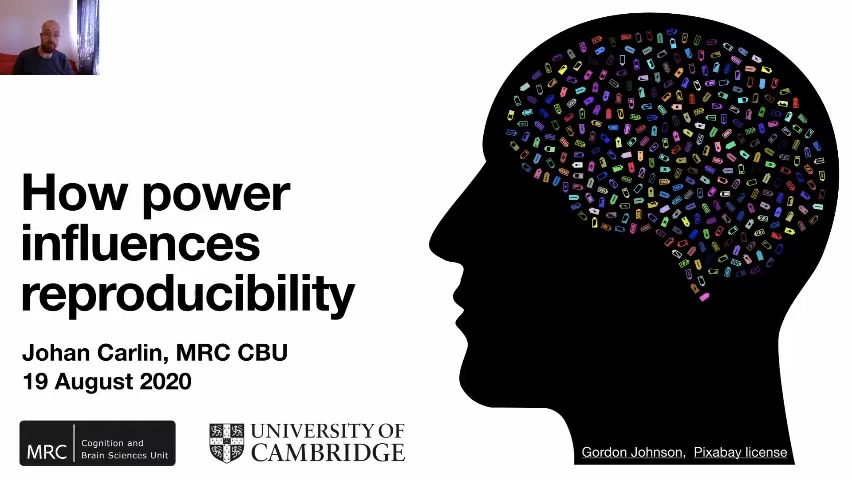 How power
influences
reproducibility
Johan Carlin, MRC CBU
19 August 2020
MRC
Cognition and
Brain Sciences Unit
UNIVERSITY OF
CAMBRIDGE
Gordon Johnson, Pixabay license